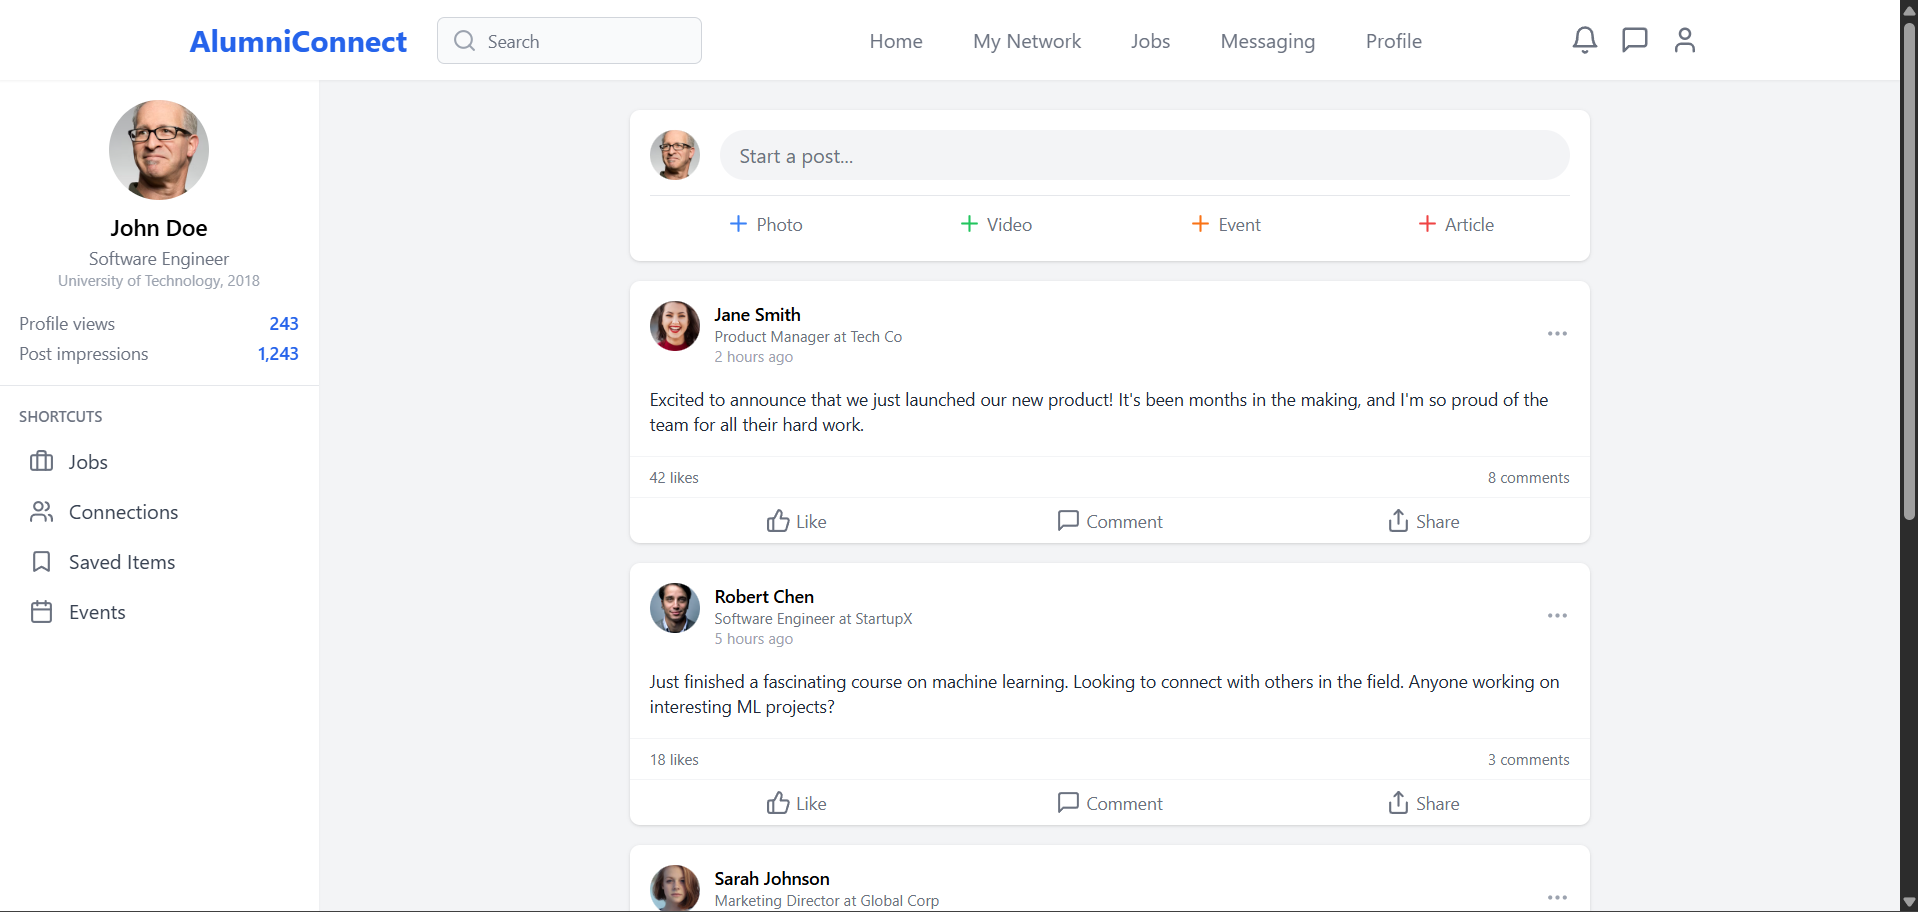 AlumniConnect
Search
Home
My Network
Jobs
Messaging
Profile
John Doe
Software Engineer
University of Technology, 2018
Profile views 243
Post impressions 1,243
SHORTCUTS
Jobs
Connections
Saved Items
Events
Start a post...
Photo
Video
Event
Article
Jane Smith
Product Manager at Tech Co
2 hours ago
Excited to announce that we just launched our new product! It's been months in the making, and I'm so proud of the
team for all their hard work.
42 likes
8 comments
Like
Comment
Share
Robert Chen
Software Engineer at StartupX
5 hours ago
Just finished a fascinating course on machine learning. Looking to connect with others in the field. Anyone working on
interesting ML projects?
18 likes
3 comments
Like
Comment
Share
Sarah Johnson
Marketing Director at Global Corp